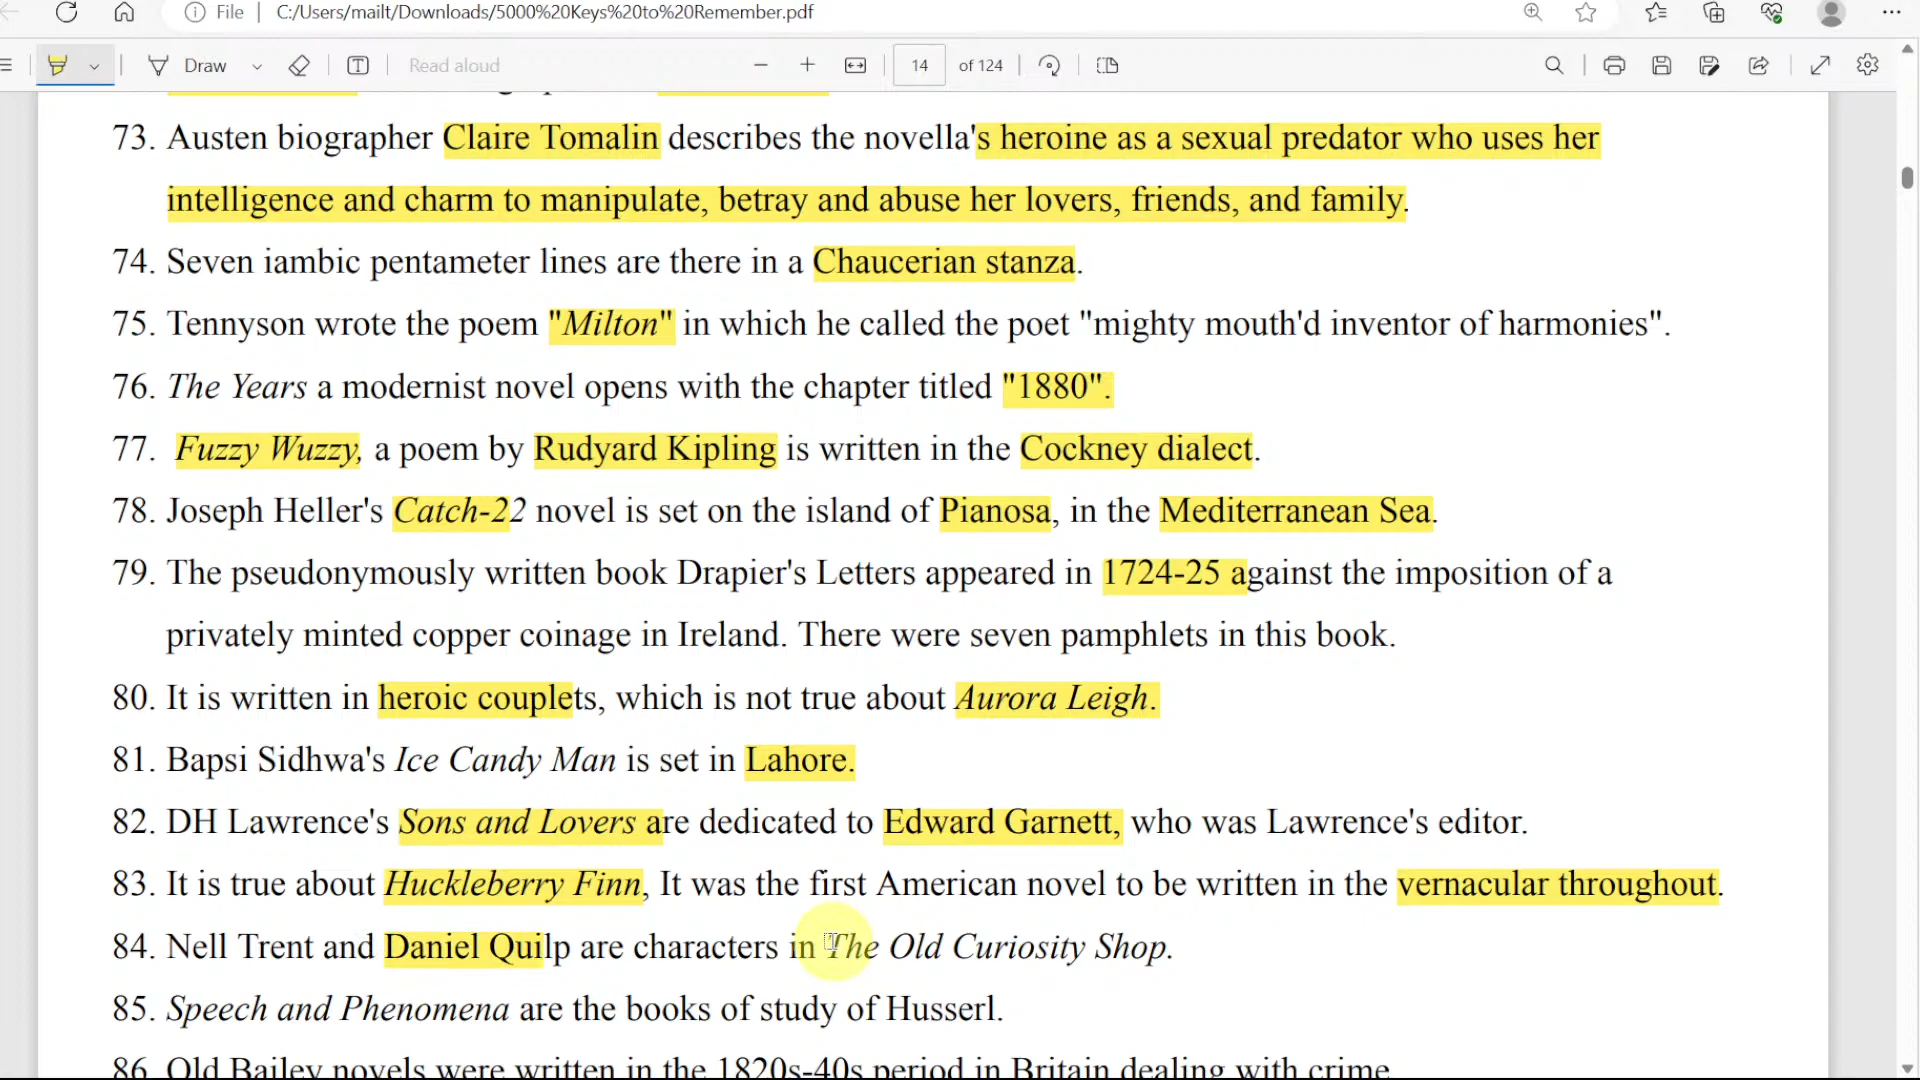 File | C:/Users/mailt/Downloads/5000%20Keys%20to%20Remember.pdf
Draw Read aloud 14 of 124
73. Austen biographer Claire Tomalin describes the novella's heroine as a sexual predator who uses her
intelligence and charm to manipulate, betray and abuse her lovers, friends, and family.
74. Seven iambic pentameter lines are there in a Chaucerian stanza.
75. Tennyson wrote the poem "Milton" in which he called the poet "mighty mouth'd inventor of harmonies".
76. The Years a modernist novel opens with the chapter titled "1880".
77. Fuzzy Wuzzy, a poem by Rudyard Kipling is written in the Cockney dialect.
78. Joseph Heller's Catch-22 novel is set on the island of Pianosa, in the Mediterranean Sea.
79. The pseudonymously written book Drapier's Letters appeared in 1724-25 against the imposition of a
privately minted copper coinage in Ireland. There were seven pamphlets in this book.
80. It is written in heroic couplets, which is not true about Aurora Leigh.
81. Bapsi Sidhwa's Ice Candy Man is set in Lahore.
82. DH Lawrence's Sons and Lovers are dedicated to Edward Garnett, who was Lawrence's editor.
83. It is true about Huckleberry Finn, It was the first American novel to be written in the vernacular throughout.
84. Nell Trent and Daniel Quilp are characters in The Old Curiosity Shop.
85. Speech and Phenomena are the books of study of Husserl.
86. Old Bailey novels were written in the 1820s-40s period in Britain dealing with crime